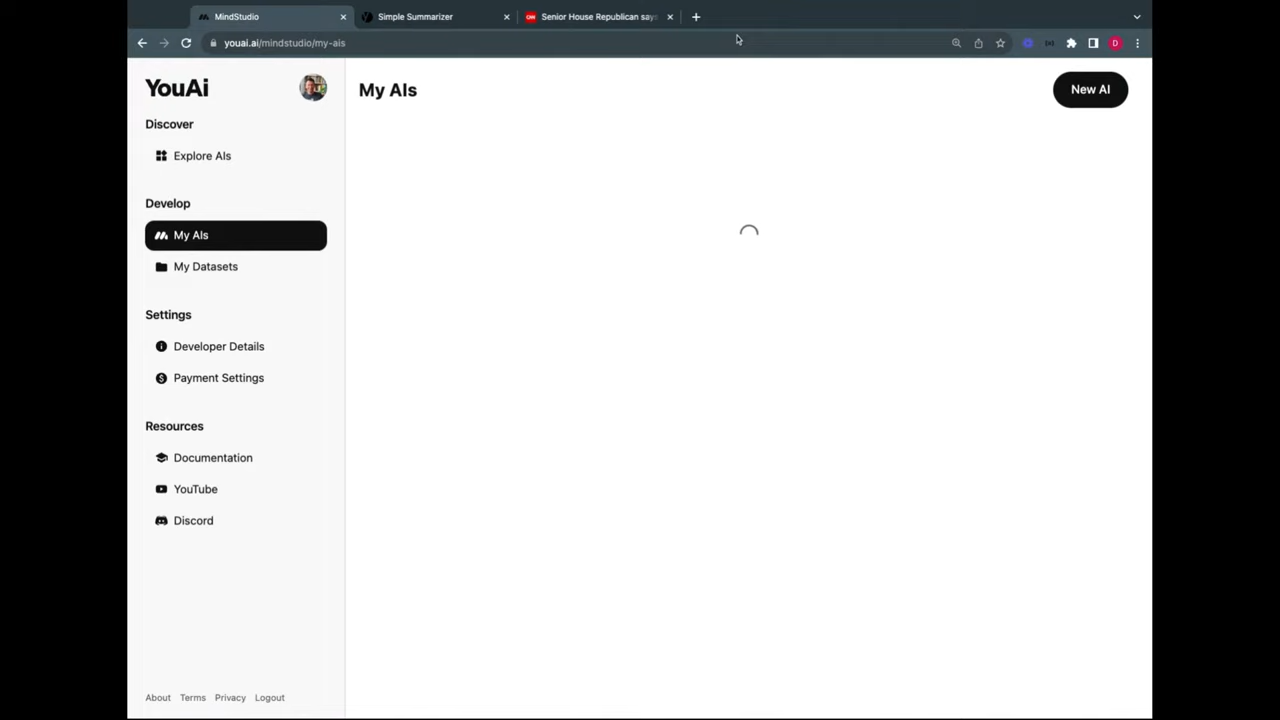 MindStudio
Simple Summarizer
Senior House Republican says
youai.ai/mindstudio/my-ais
D
YouAi
My AIs
New AI
Discover
Explore AIs
Develop
My AIs
My Datasets
Settings
Developer Details
Payment Settings
Resources
Documentation
YouTube
Discord
About Terms Privacy Logout